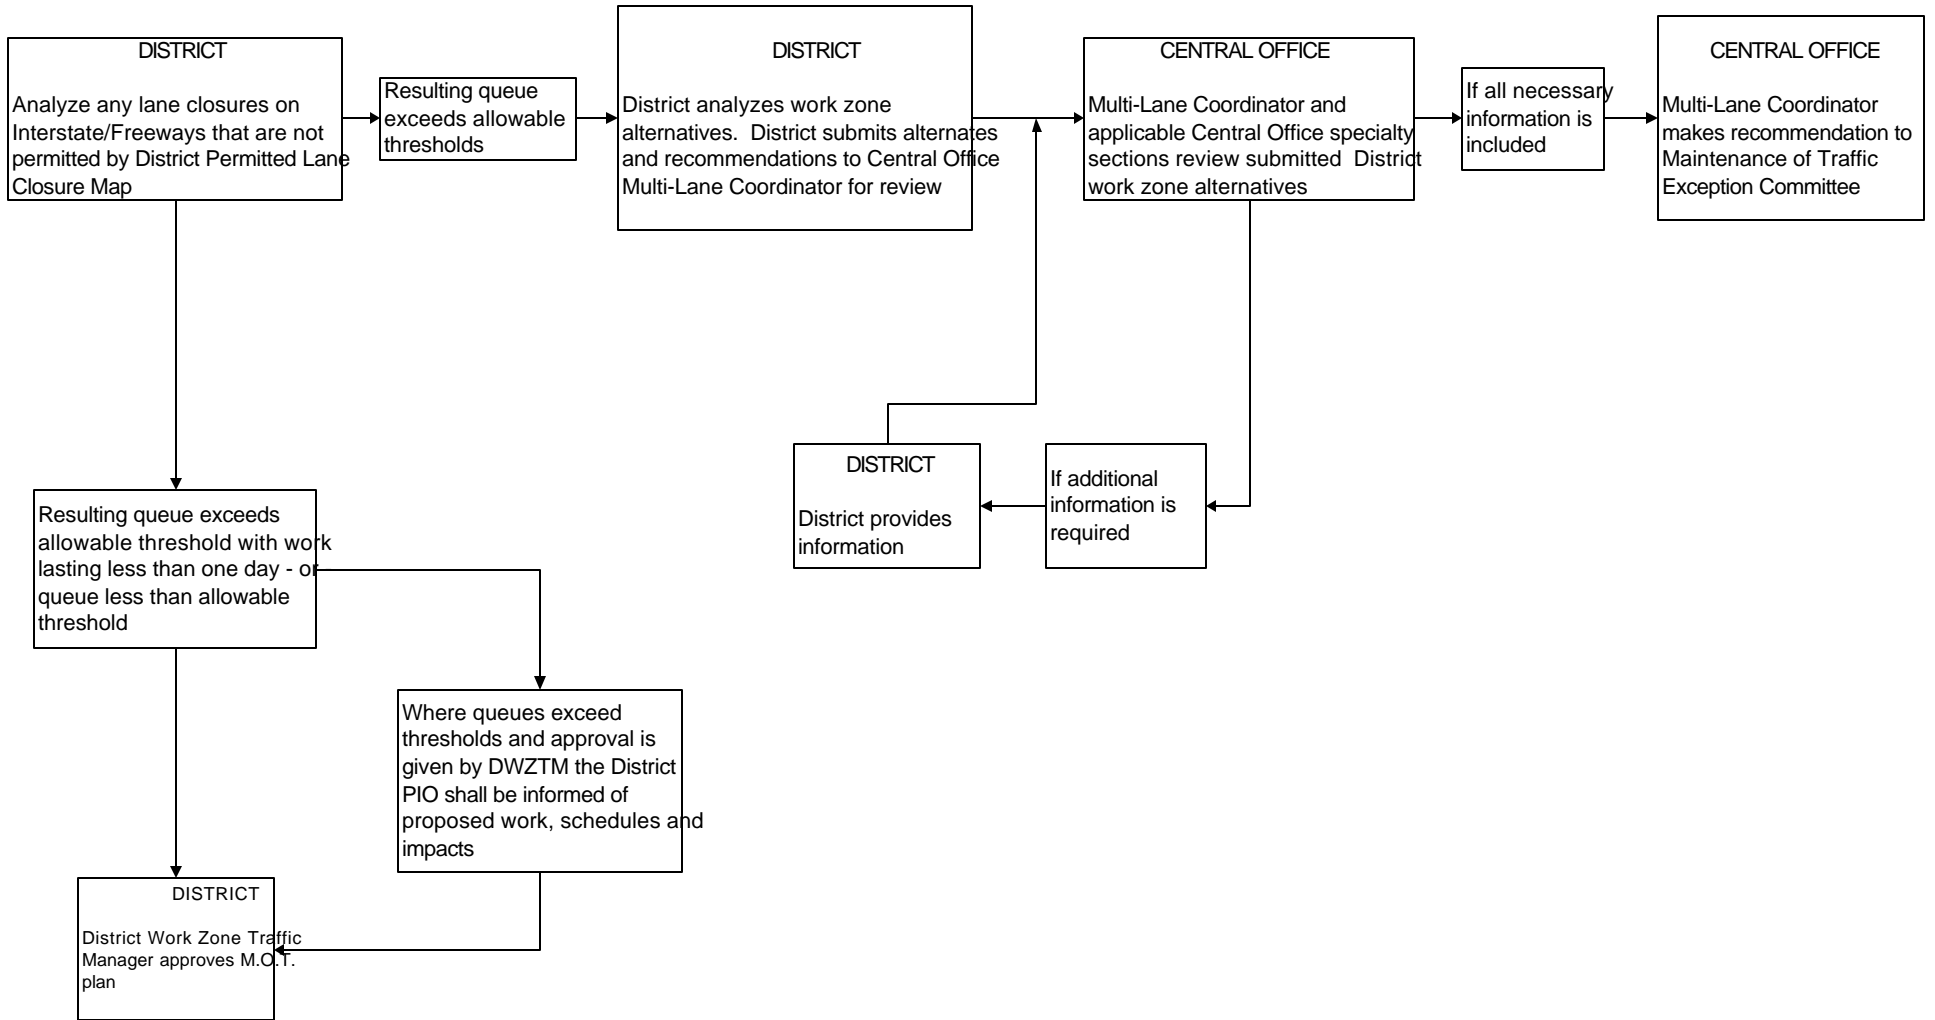 DISTRICT
Analyze any lane closures on
Interstate/Freeways that are not
permitted by District Permitted Lane
Closure Map
Resulting queue
exceeds allowable
thresholds
DISTRICT
District analyzes work zone
alternatives.  District submits alternates
and recommendations to Central Office
Multi-Lane Coordinator for review
CENTRAL OFFICE
Multi-Lane Coordinator and
applicable Central Office specialty
sections review submitted  District
work zone alternatives
If all necessary
information is
included
CENTRAL OFFICE
Multi-Lane Coordinator
makes recommendation to
Maintenance of Traffic
Exception Committee
DISTRICT
District provides
information
If additional
information is
required
Resulting queue exceeds
allowable threshold with work
lasting less than one day - or -
queue less than allowable
threshold
Where queues exceed
thresholds and approval is
given by DWZTM the District
PIO shall be informed of
proposed work, schedules and
impacts
DISTRICT
District Work Zone Traffic
Manager approves M.O.T.
plan